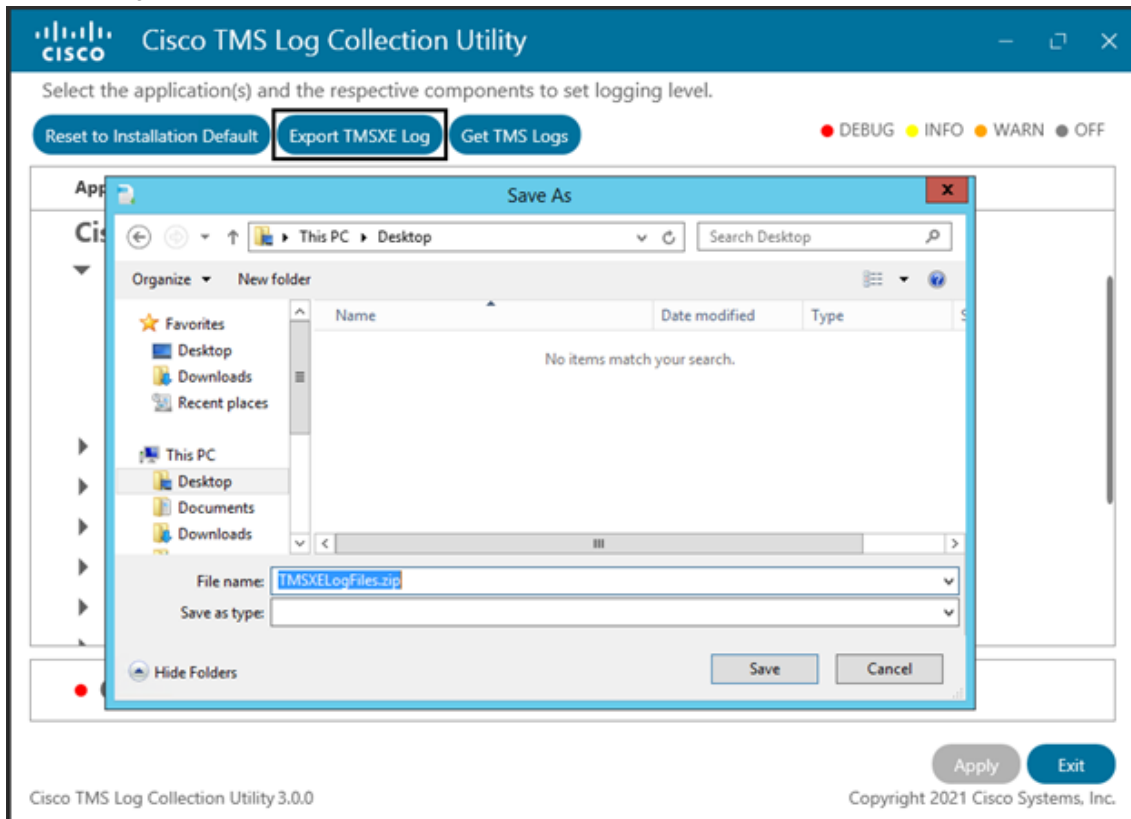 CISCO Cisco TMS Log Collection Utility
Select the application(s) and the respective components to set logging level.
Reset to Installation Default Export TMSXE Log Get TMS Logs DEBUG INFO WARN OFF
App
Save As
x
Cis
This PC Desktop
Search Desktop
Organize New folder
Name Date modified Type S
No items match your search.
Favorites
Desktop
Downloads
Recent places
This PC
Desktop
Documents
Downloads
File name: TMSXELogFiles.zip
Save as type:
Hide Folders Save Cancel
Apply Exit
Cisco TMS Log Collection Utility 3.0.0 Copyright 2021 Cisco Systems, Inc.